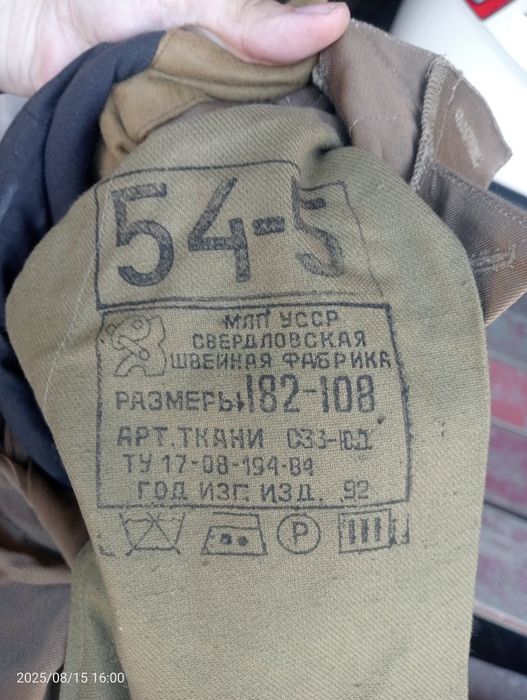 54-5
МЛП УССР
СВЕРДЛОВСКАЯ
ШВЕЙНАЯ ФАБРИКА
РАЗМЕРЫ 182-108
АРТ. ТКАНИ С33-ЮД
ТУ 17-08-194-84
ГОД ИЗГ. ИЗД. 92
P
2025/08/15 16:00